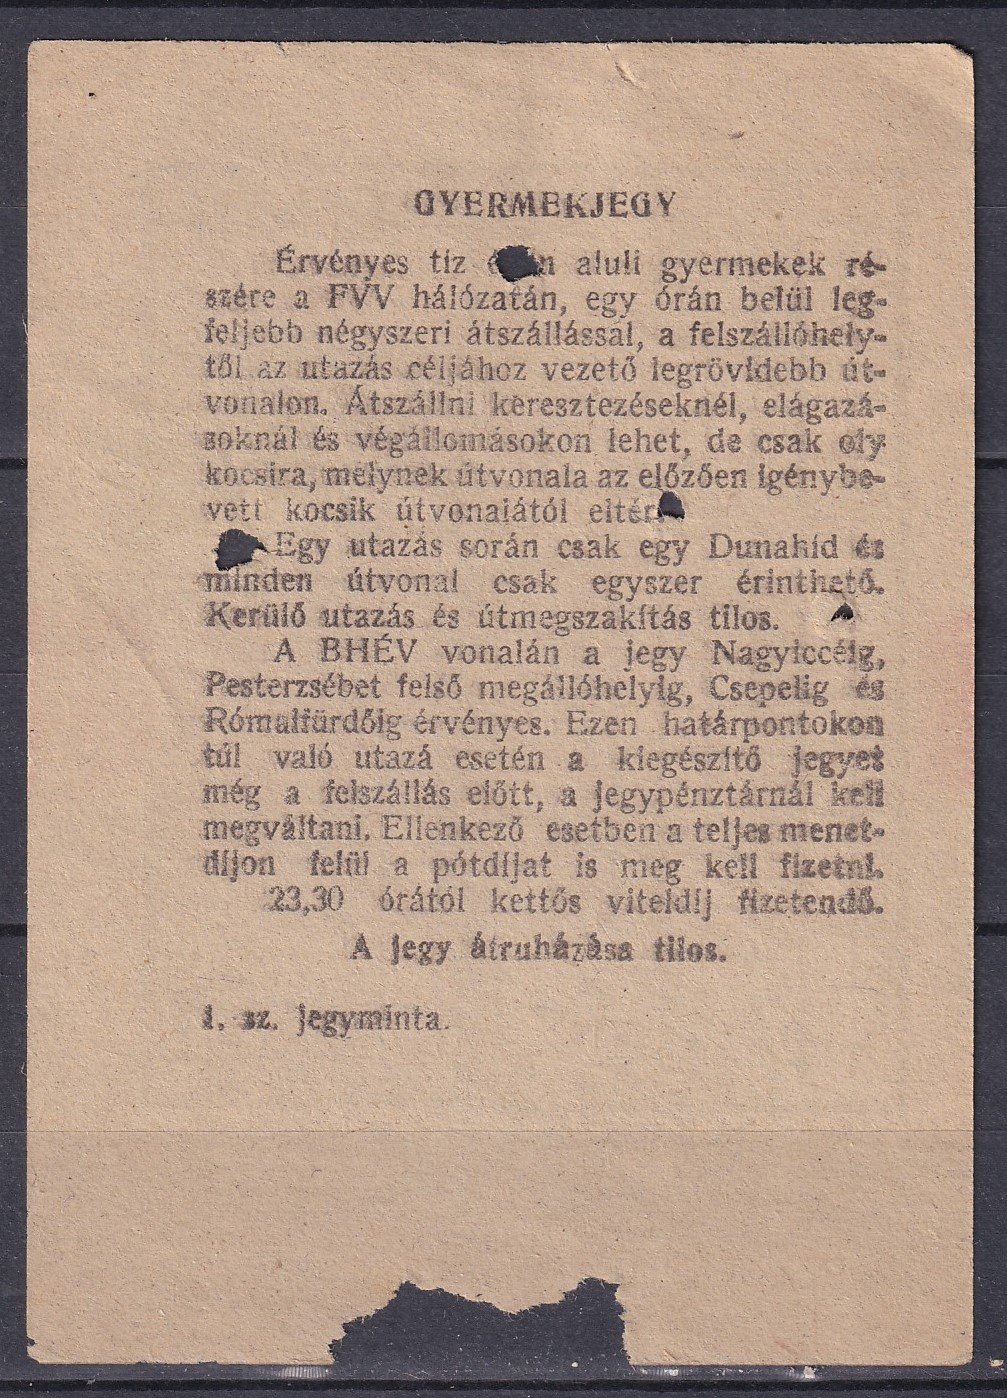 GYERMEKJEGY
Érvényes tíz aluli gyermekek ré-
szére a FVV hálózatán, egy órán belül leg-
feljebb négyszeri átszállással, a felszállóhely-
től az utazás céljához vezető legrövidebb út-
vonalon. Átszállni keresztezéseknél, elágazá-
soknál és végállomásokon lehet, de csak oly
kocsira, melynek útvonala az előzően igénybe-
vett kocsik útvonalától eltér.
Egy utazás során csak egy Dunahíd és
minden útvonal csak egyszer érinthető.
Kerülő utazás és útmegszakítás tilos.
A BHÉV vonalán a jegy Nagyiccéig,
Pesterzsébet felső megállóhelyig, Csepelig és
Rómaifürdőig érvényes. Ezen határpontokon
túl való utazá esetén a kiegészítő jegyet
még a felszállás előtt, a jegypénztárnál kell
megváltani. Ellenkező esetben a teljes menet-
díjon felül a pótdíjat is meg kell fizetni.
23,30 órától kettős viteldíj fizetendő.
A jegy átruházása tilos.
1. sz. jegyminta.